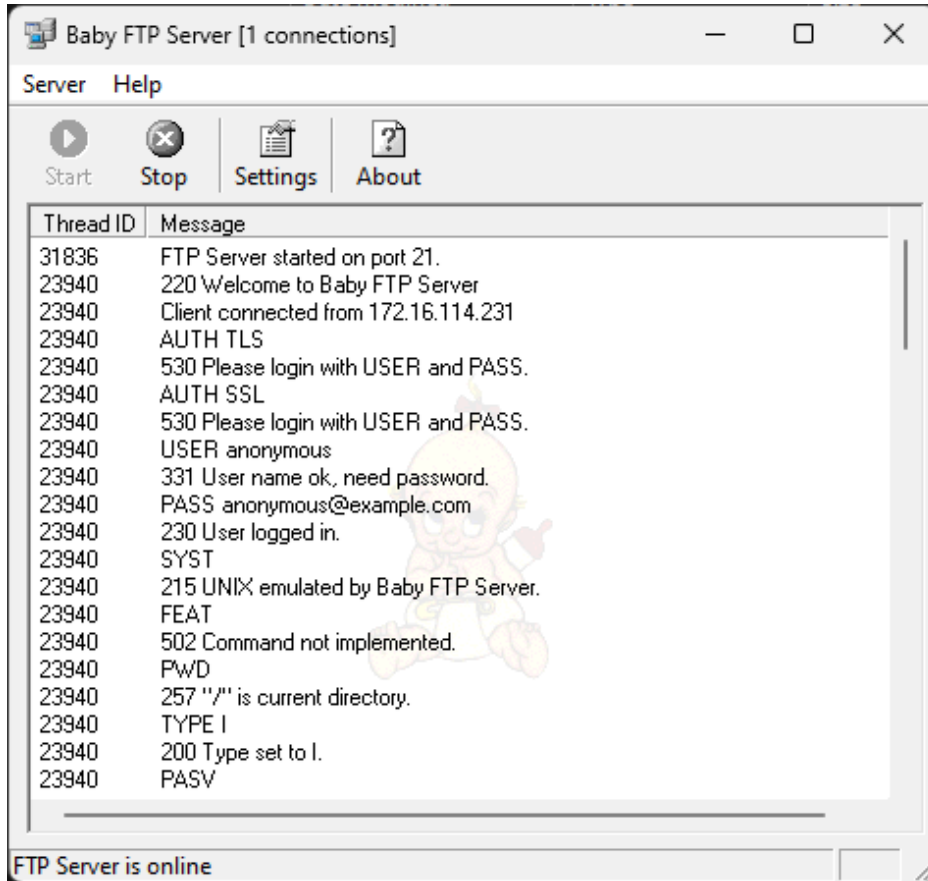 Baby FTP Server [1 connections]
Server Help
Start Stop Settings About
Thread ID Message
31836 FTP Server started on port 21.
23940 220 Welcome to Baby FTP Server
23940 Client connected from 172.16.114.231
23940 AUTH TLS
23940 530 Please login with USER and PASS.
23940 AUTH SSL
23940 530 Please login with USER and PASS.
23940 USER anonymous
23940 331 User name ok, need password.
23940 PASS anonymous@example.com
23940 230 User logged in.
23940 SYST
23940 215 UNIX emulated by Baby FTP Server.
23940 FEAT
23940 502 Command not implemented.
23940 PWD
23940 257 "/" is current directory.
23940 TYPE I
23940 200 Type set to I.
23940 PASV
FTP Server is online